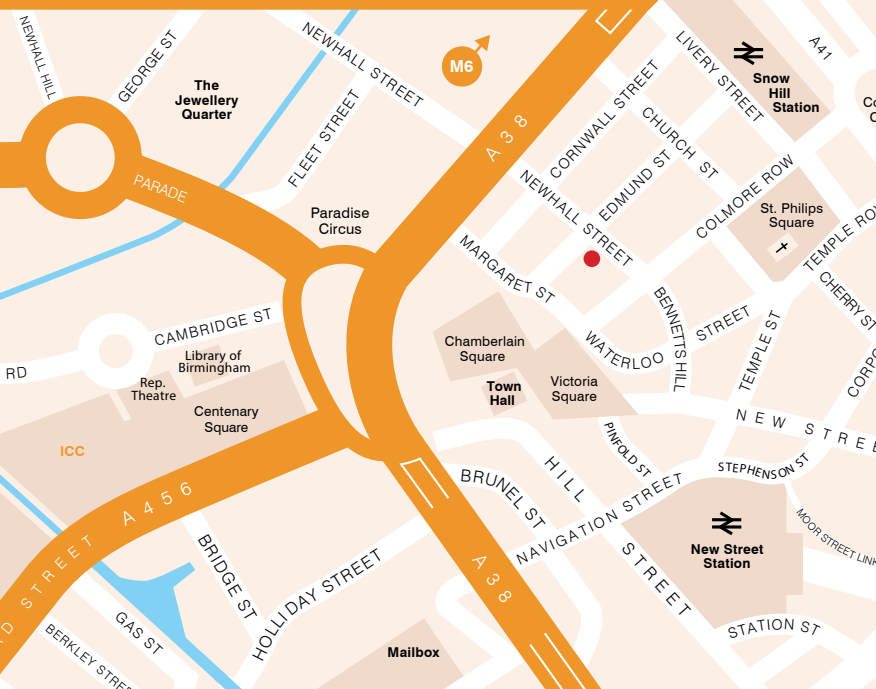 NEWHALL HILL
GEORGE ST
The
Jewellery
Quarter
NEWHALL STREET
M6
FLEET STREET
PARADE
Paradise
Circus
A38
LIVERY STREET
Snow
Hill
Station
A41
CORNWALL STREET
CHURCH ST
EDMUND ST
NEWHALL STREET
COLMORE ROW
St. Philips
Square
TEMPLE ROW
CHERRY ST
MARGARET ST
BENNETTS HILL
WATERLOO STREET
TEMPLE ST
CAMBRIDGE ST
RD
Library of
Birmingham
Rep.
Theatre
Centenary
Square
ICC
Chamberlain
Square
Town
Hall
Victoria
Square
NEW STREE
PINFOLD ST
STEPHENSON ST
HILL STREET
BRUNEL ST
NAVIGATION STREET
New Street
Station
MOOR STREET LINK
A456
D STREET
BRIDGE ST
HOLLIDAY STREET
A38
GAS ST
BERKLEY STRE
Mailbox
STATION ST